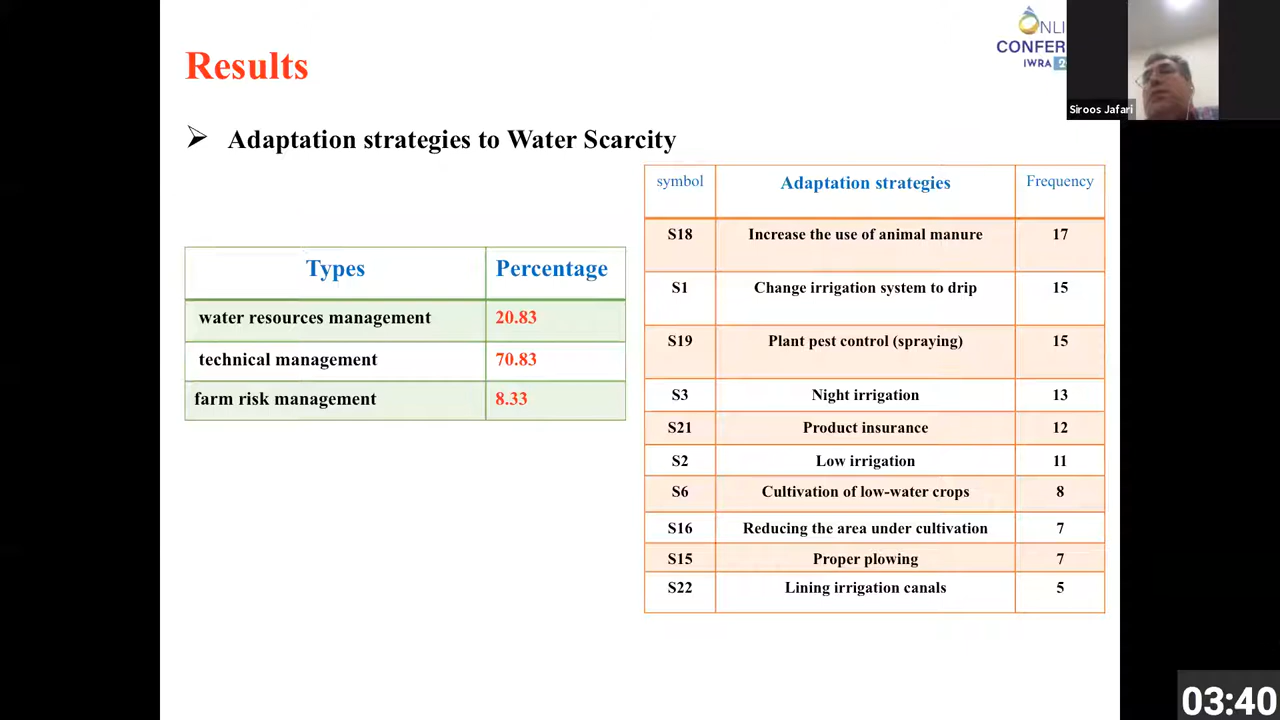 Results
NLI
CONFER
IWRA 2
Siroos Jafari
Adaptation strategies to Water Scarcity
Types Percentage
water resources management 20.83
technical management 70.83
farm risk management 8.33
symbol Adaptation strategies Frequency
S18 Increase the use of animal manure 17
S1 Change irrigation system to drip 15
S19 Plant pest control (spraying) 15
S3 Night irrigation 13
S21 Product insurance 12
S2 Low irrigation 11
S6 Cultivation of low-water crops 8
S16 Reducing the area under cultivation 7
S15 Proper plowing 7
S22 Lining irrigation canals 5
03:40